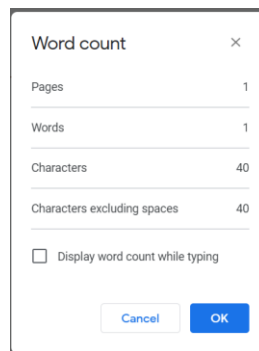 Word count
Pages 1
Words 1
Characters 40
Characters excluding spaces 40
Display word count while typing
Cancel OK